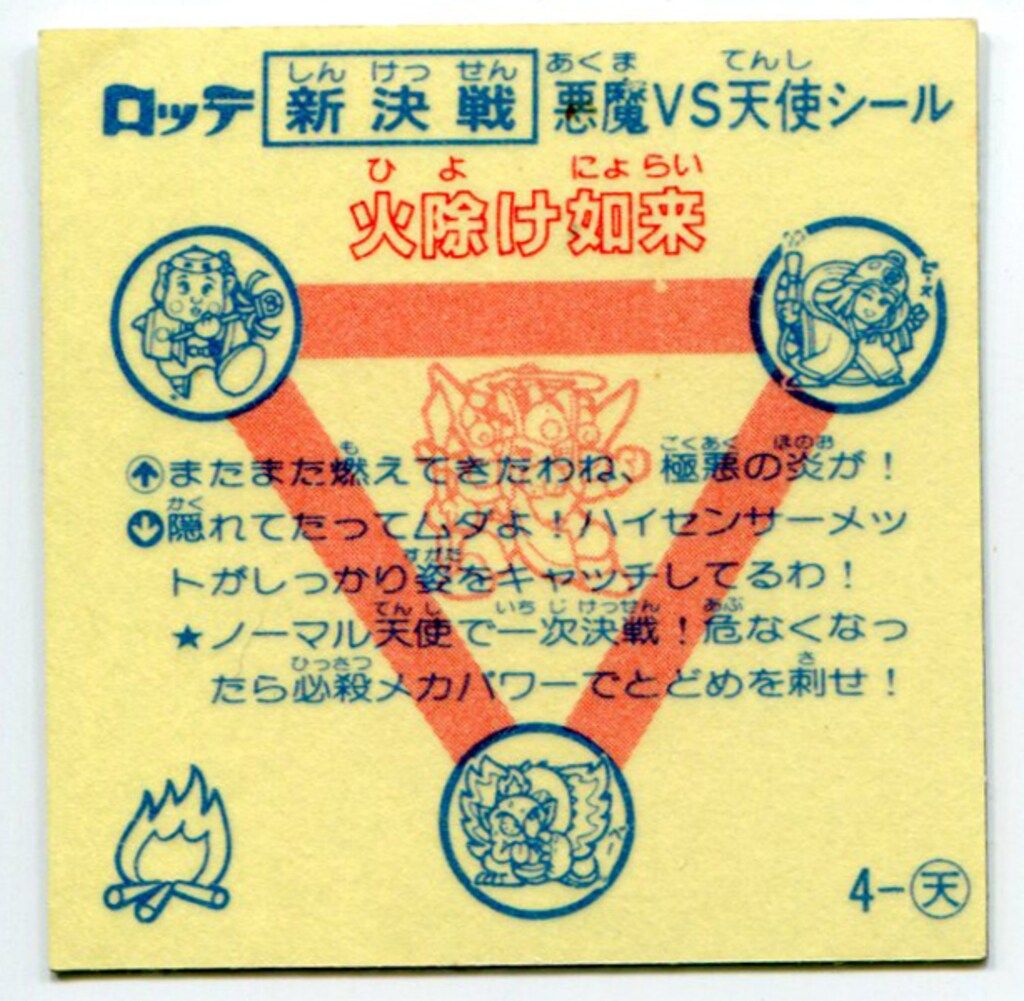 ロッテ 新決戦 悪魔VS天使シール
しん けっ せん あくま てんし
ひ よ にょらい
火除け如来
ドーズ
も ごくあく ほのお
↑またまた燃えてきたわね、極悪の炎が!
かく
↓隠れてたってムダよ!ハイセンサーメッ
すがた
トがしっかり姿をキャッチしてるわ!
てんし いちじけっせん あぶ
★ノーマル天使で一次決戦!危なくなっ
ひっさつ さ
たら必殺メカパワーでとどめを刺せ!
4-天